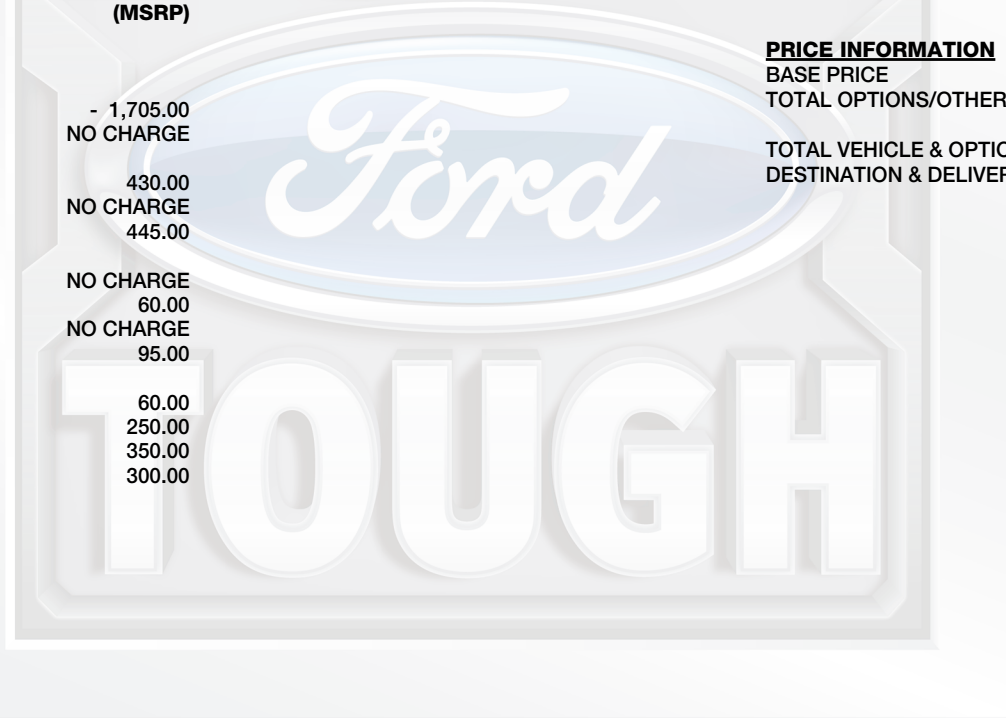 (MSRP)
- 1,705.00
NO CHARGE
430.00
NO CHARGE
445.00
NO CHARGE
60.00
NO CHARGE
95.00
60.00
250.00
350.00
300.00
PRICE INFORMATION
BASE PRICE
TOTAL OPTIONS/OTHER
TOTAL VEHICLE & OPTIO
DESTINATION & DELIVER
Ford
TOUGH